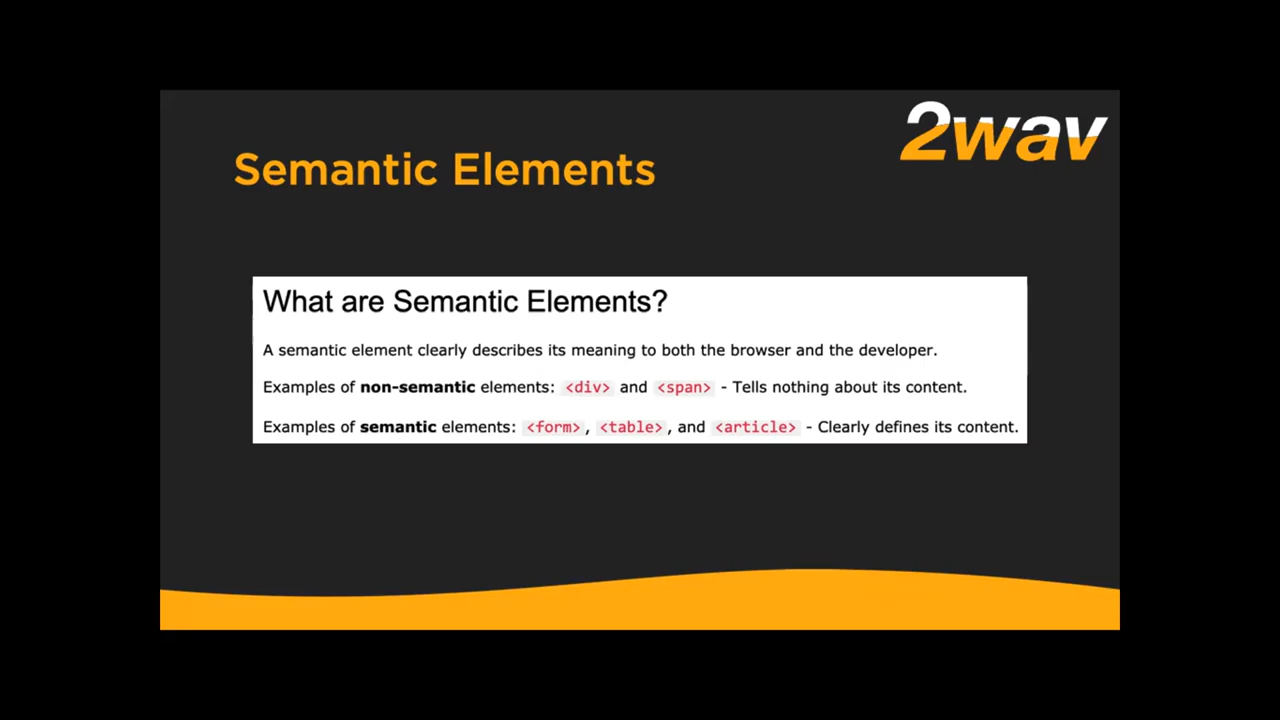 2wav
Semantic Elements
What are Semantic Elements?
A semantic element clearly describes its meaning to both the browser and the developer.
Examples of non-semantic elements: <div> and <span> - Tells nothing about its content.
Examples of semantic elements: <form>, <table>, and <article> - Clearly defines its content.